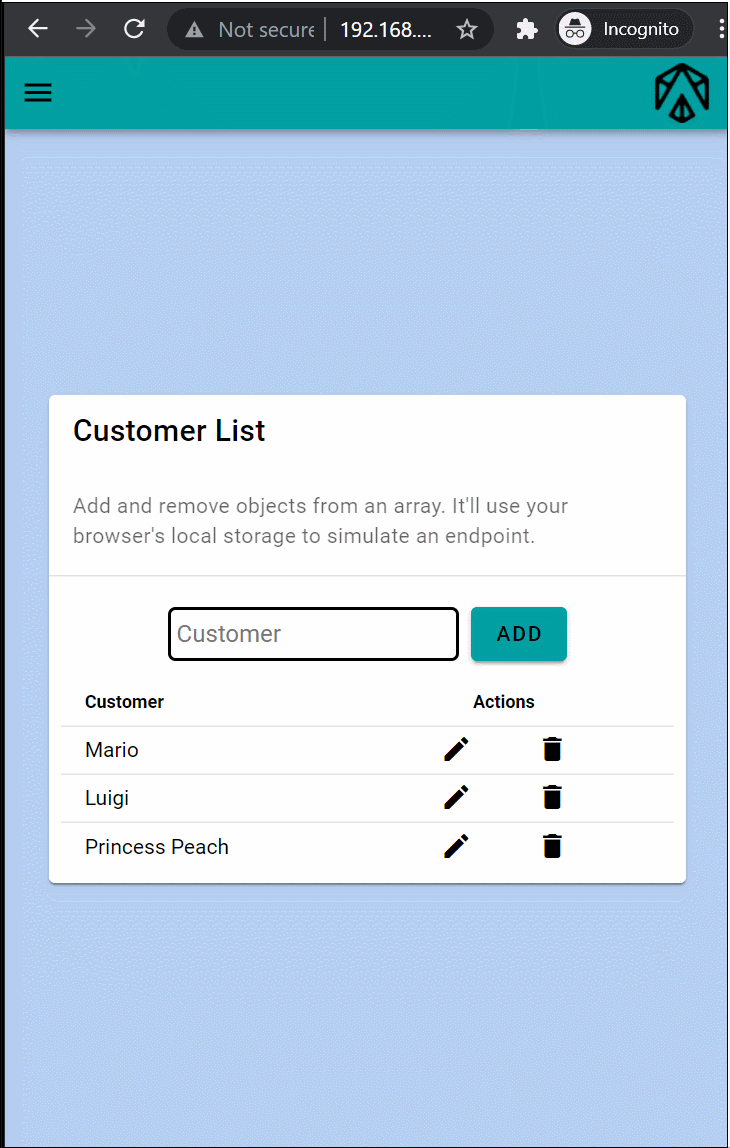 Not secure 192.168.... Incognito
Customer List
Add and remove objects from an array. It'll use your
browser's local storage to simulate an endpoint.
Customer ADD
Customer Actions
Mario
Luigi
Princess Peach